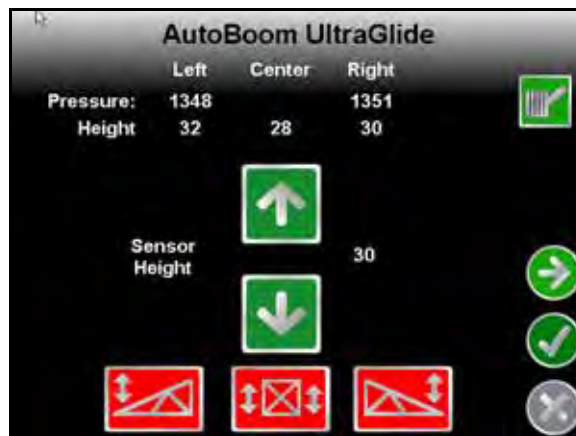 AutoBoom UltraGlide
Left Center Right
Pressure: 1348 1351
Height 32 28 30
Sensor
Height 30